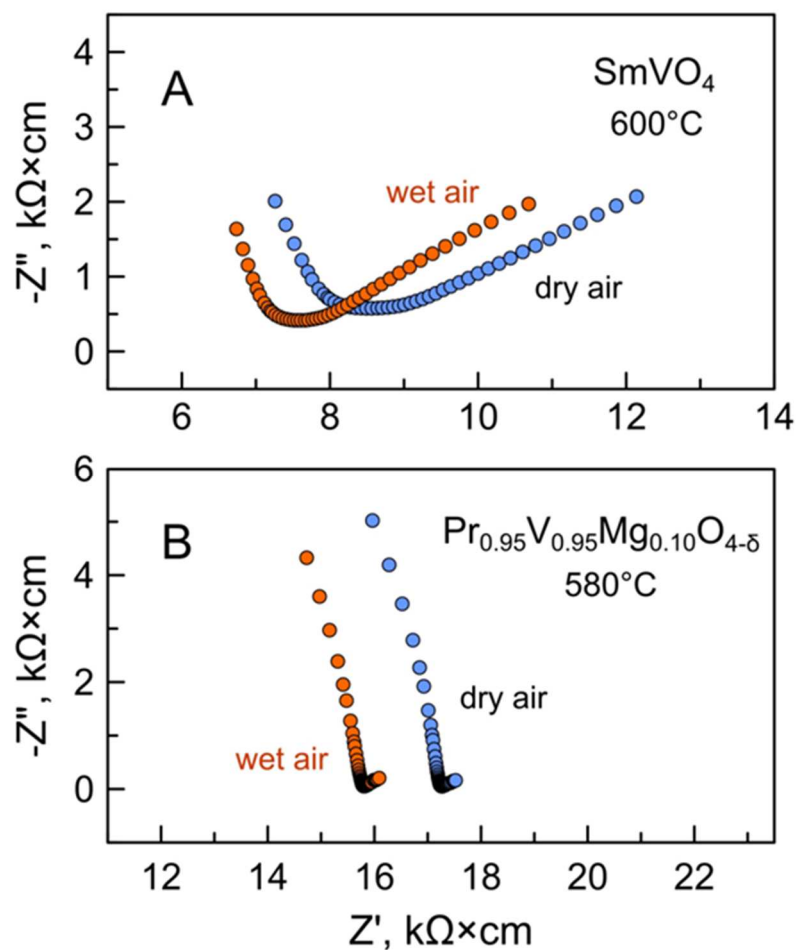 A
SmVO₄
600°C
wet air
dry air
-Z", kΩ×cm
4
3
2
1
0
6 8 10 12 14
B
Pr₀.₉₅V₀.₉₅Mg₀.₁₀O₄₋δ
580°C
dry air
wet air
-Z", kΩ×cm
6
4
2
0
12 14 16 18 20 22
Z', kΩ×cm